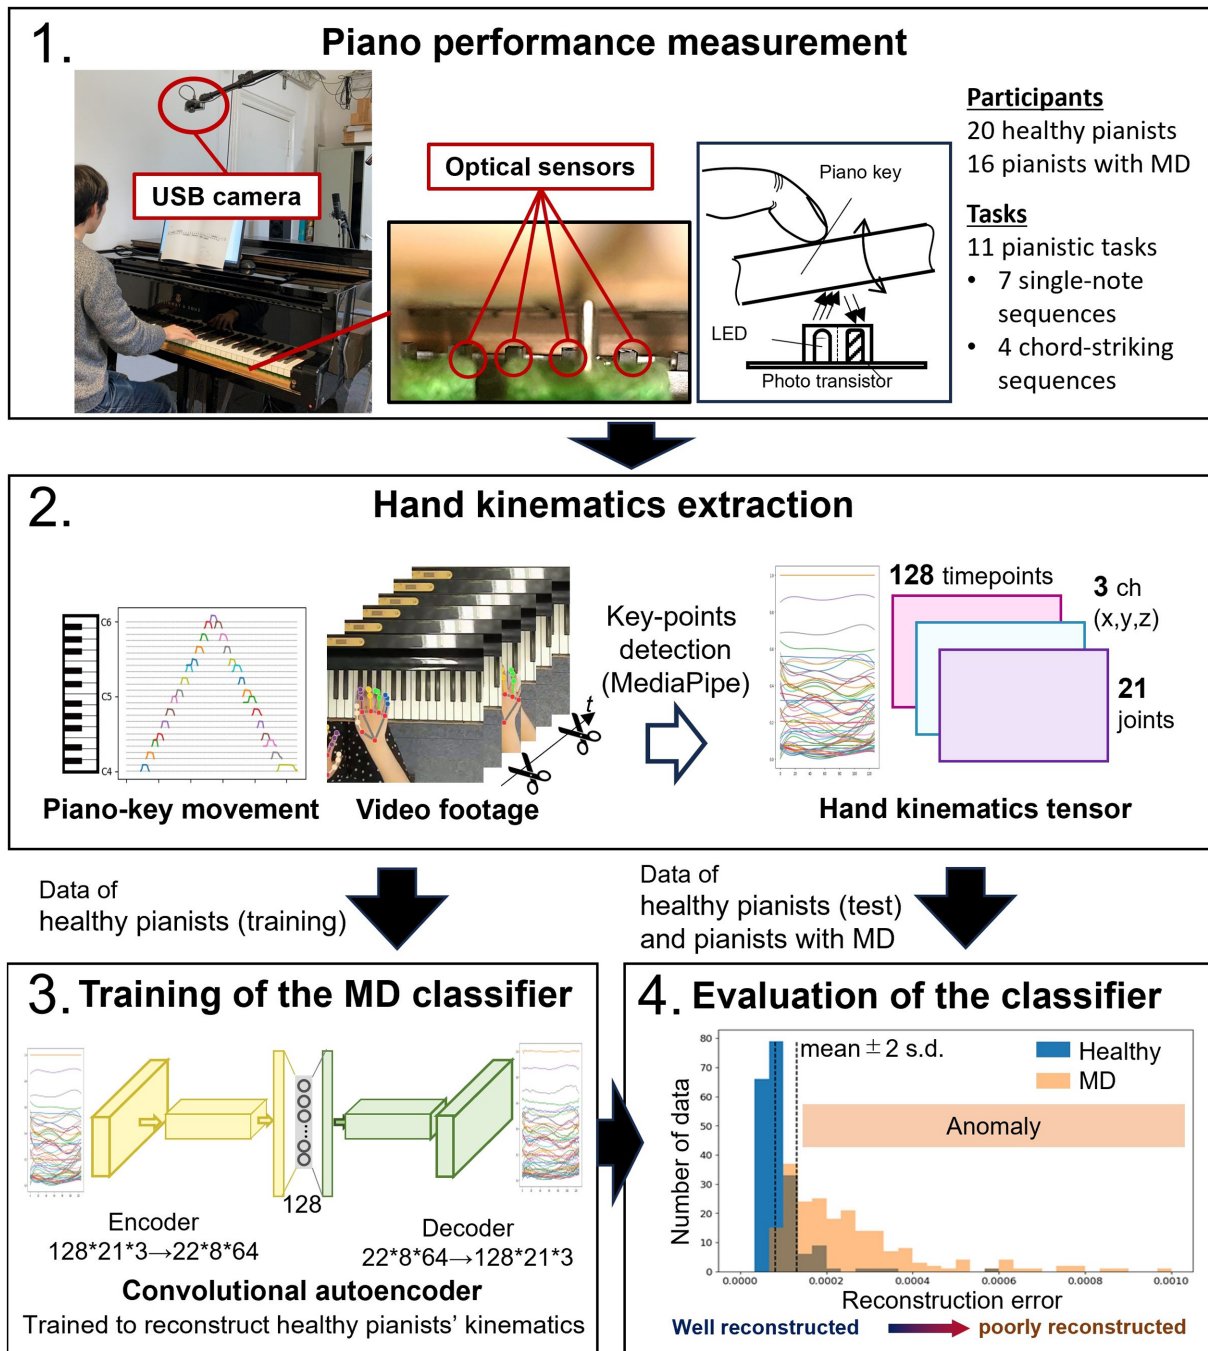 1.
Piano performance measurement
USB camera
Optical sensors
Piano key
LED
Photo transistor
Participants
20 healthy pianists
16 pianists with MD
Tasks
11 pianistic tasks
• 7 single-note
sequences
• 4 chord-striking
sequences
2.
Hand kinematics extraction
C6
C5
C4
Piano-key movement
t
Video footage
Key-points
detection
(MediaPipe)
128 timepoints
3 ch
(x,y,z)
21
joints
Hand kinematics tensor
Data of
healthy pianists (training)
Data of
healthy pianists (test)
and pianists with MD
3. Training of the MD classifier
128
Encoder
128*21*3→22*8*64
Decoder
22*8*64→128*21*3
Convolutional autoencoder
Trained to reconstruct healthy pianists’ kinematics
4. Evaluation of the classifier
mean ± 2 s.d.
Healthy
MD
Anomaly
Number of data
80
70
60
50
40
30
20
10
0
0.0000 0.0002 0.0004 0.0006 0.0008 0.0010
Reconstruction error
Well reconstructed
poorly reconstructed